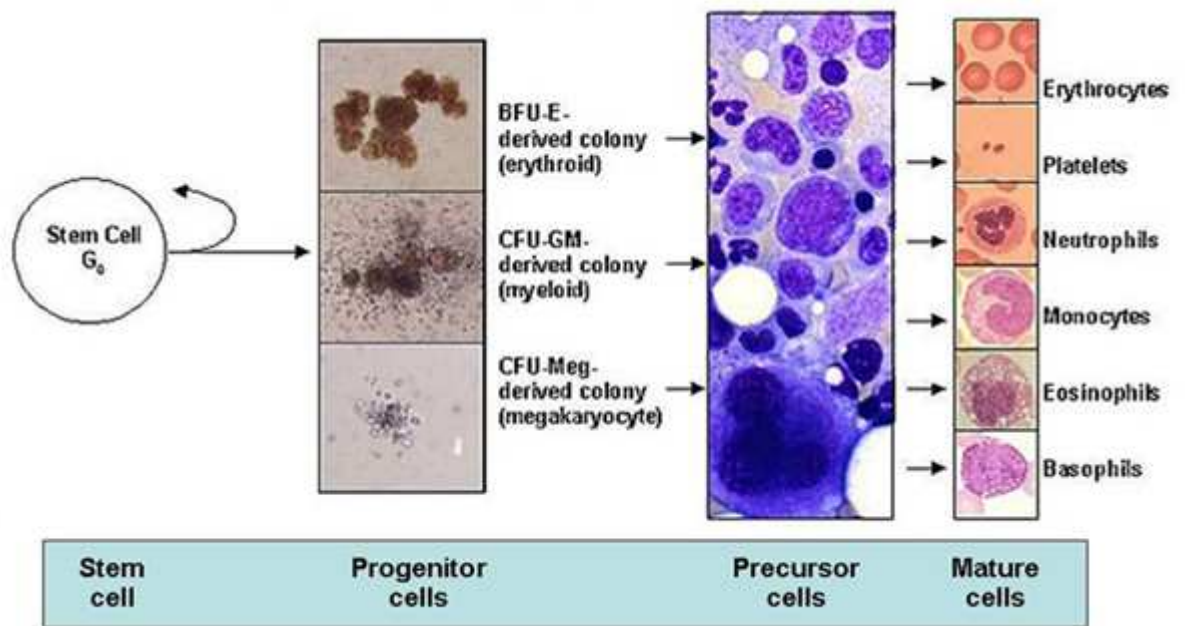 Stem Cell
G₀
BFU-E-
derived colony
(erythroid)
CFU-GM-
derived colony
(myeloid)
CFU-Meg-
derived colony
(megakaryocyte)
Erythrocytes
Platelets
Neutrophils
Monocytes
Eosinophils
Basophils
Stem
cell
Progenitor
cells
Precursor
cells
Mature
cells